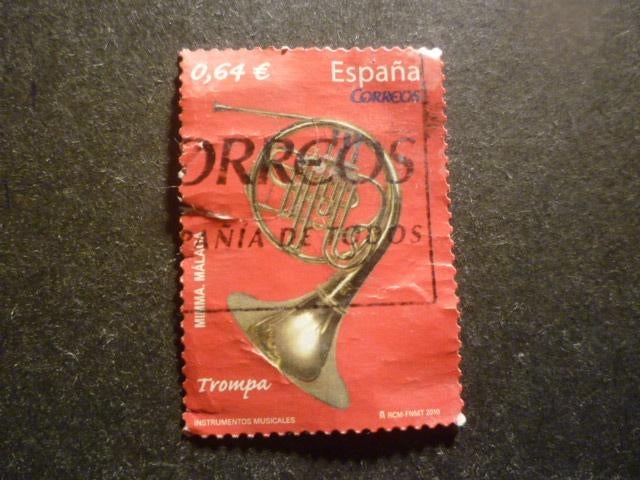 0,64 €
España
CORREOS
ORREOS
PAÑIA DE TODOS
MIMMA. MÁLAGA
Trompa
INSTRUMENTOS MUSICALES
RCM-FNMT 2010